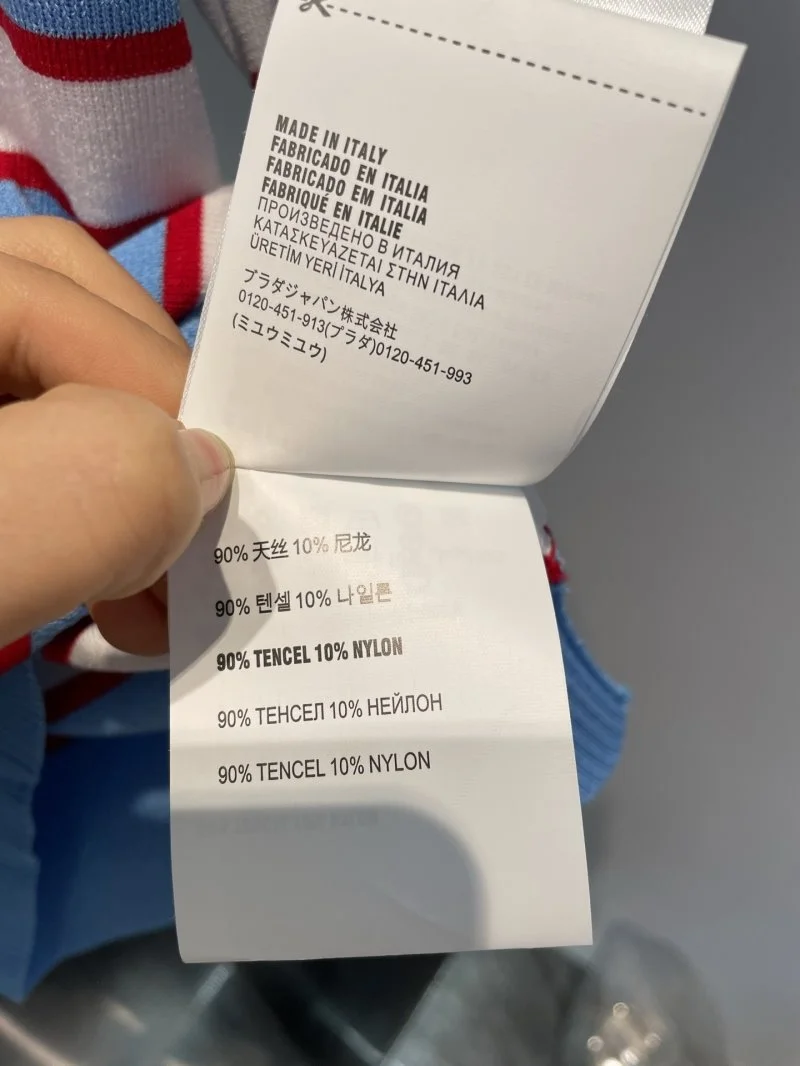 MADE IN ITALY
FABRICADO EN ITALIA
FABRICADO EM ITALIA
FABRIQUÉ EN ITALIE
ПРОИЗВЕДЕНО В ИТАЛИЯ
ΚΑΤΑΣΚΕΥΑΖΕΤΑΙ ΣΤΗΝ ΙΤΑΛΙΑ
ÜRETİM YERİ İTALYA
プラダジャパン株式会社
0120-451-913(プラダ)0120-451-993
(ミユウミユウ)
90% 天丝 10% 尼龙
90% 텐셀 10% 나일론
90% TENCEL 10% NYLON
90% ТЕНСЕЛ 10% НЕЙЛОН
90% TENCEL 10% NYLON